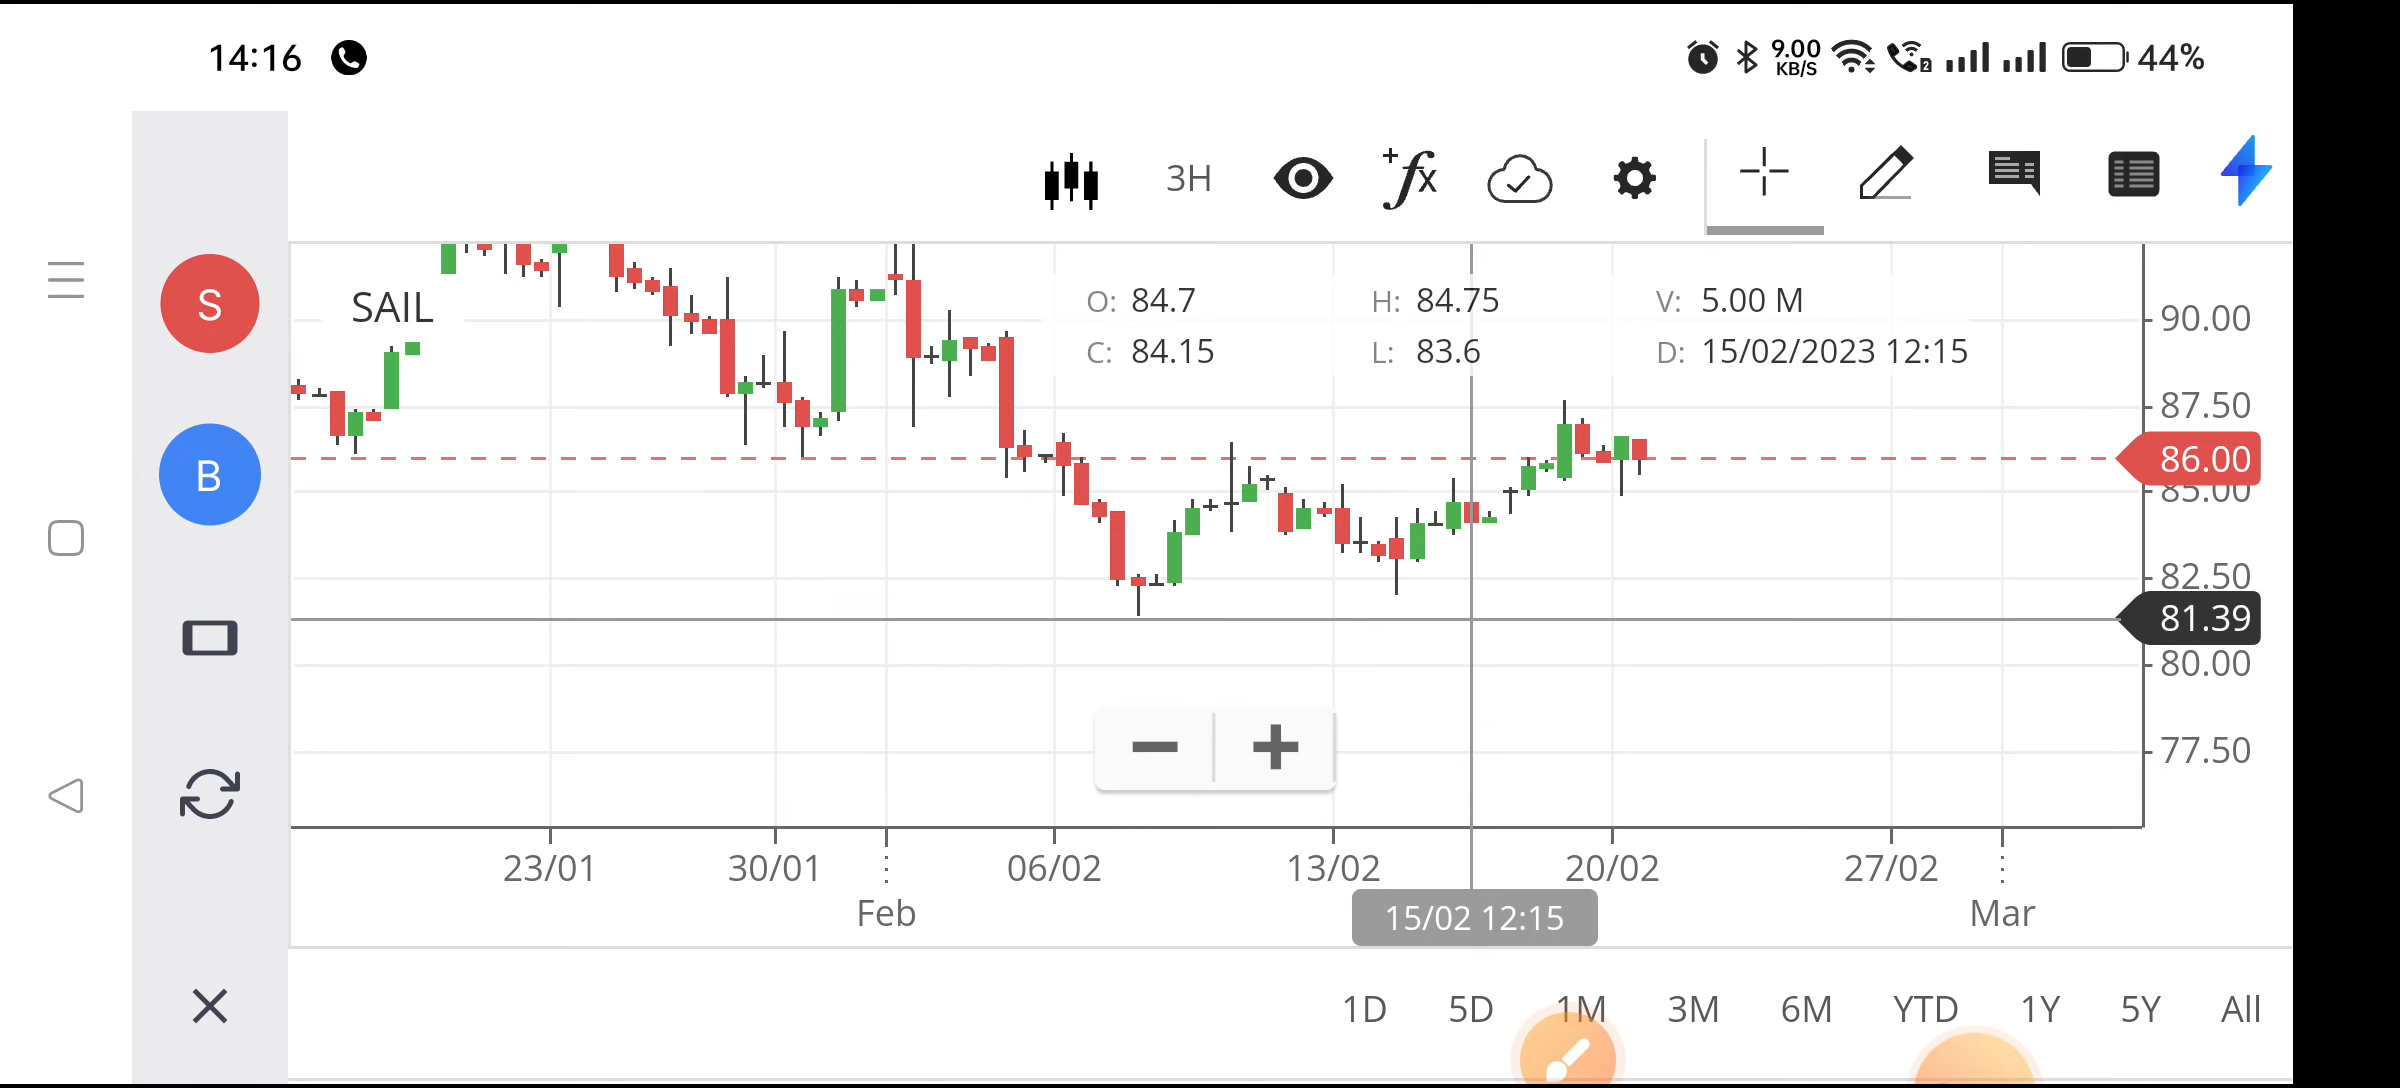 14:16
9.00
KB/S
2
44%
3H
+fx
S
B
SAIL
O: 84.7 H: 84.75 V: 5.00 M
C: 84.15 L: 83.6 D: 15/02/2023 12:15
90.00
87.50
86.00
85.00
82.50
81.39
80.00
77.50
23/01 30/01 06/02 13/02 20/02 27/02
Feb Mar
15/02 12:15
1D 5D 1M 3M 6M YTD 1Y 5Y All